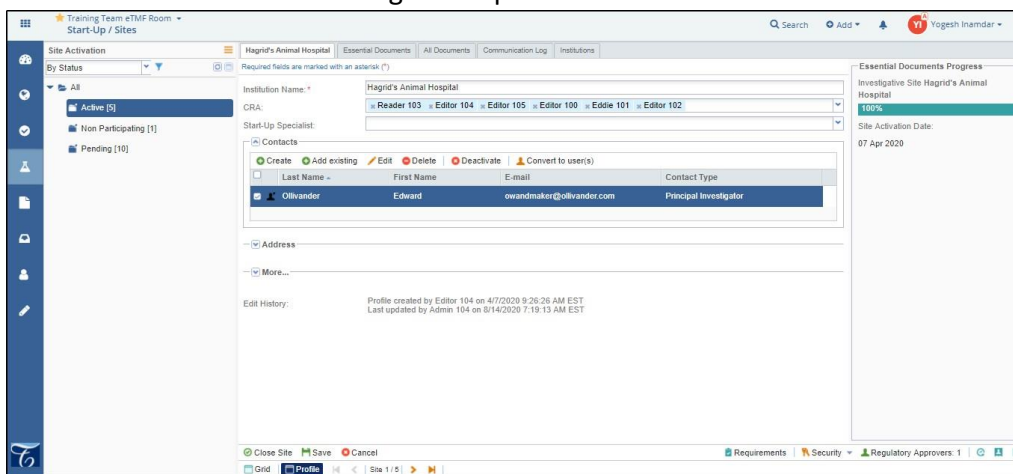 Training Team eTMF Room
Start-Up / Sites
Search
Add
YI
A
Yogesh Inamdar
Site Activation
By Status
All
Active [5]
Non Participating [1]
Pending [10]
Hagrid's Animal Hospital
Essential Documents
All Documents
Communication Log
Institutions
Required fields are marked with an asterisk (*)
Institution Name: * Hagrid's Animal Hospital
CRA: Reader 103 Editor 104 Editor 105 Editor 100 Eddie 101 Editor 102
Start-Up Specialist:
Contacts
Create Add existing Edit Delete Deactivate Convert to user(s)
Last Name First Name E-mail Contact Type
Ollivander Edward owandmaker@ollivander.com Principal Investigator
Address
More...
Edit History: Profile created by Editor 104 on 4/7/2020 9:26:26 AM EST
Last updated by Admin 104 on 8/14/2020 7:19:13 AM EST
Essential Documents Progress
Investigative Site Hagrid's Animal
Hospital
100%
Site Activation Date:
07 Apr 2020
Close Site Save Cancel
Requirements Security Regulatory Approvers: 1
Grid Profile Site 1 / 5